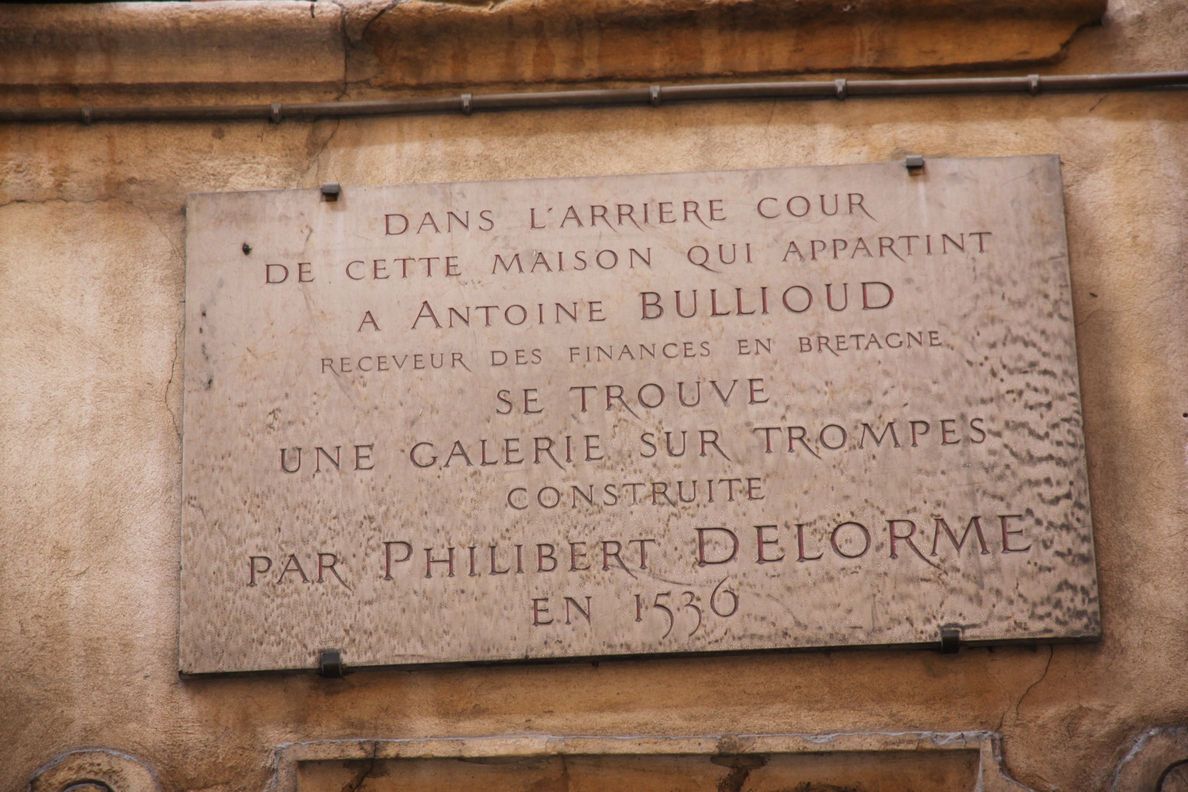 DANS L'ARRIERE COUR
DE CETTE MAISON QUI APPARTINT
A ANTOINE BULLIOUD
RECEVEUR DES FINANCES EN BRETAGNE
SE TROUVE
UNE GALERIE SUR TROMPES
CONSTRUITE
PAR PHILIBERT DELORME
EN 1536